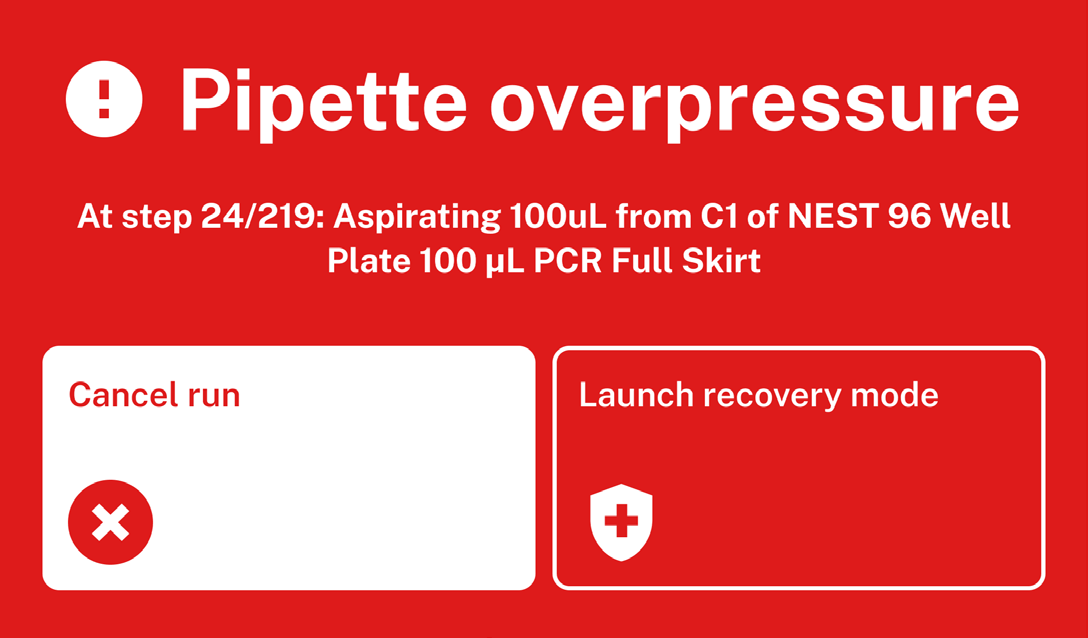 Pipette overpressure
At step 24/219: Aspirating 100uL from C1 of NEST 96 Well
Plate 100 µL PCR Full Skirt
Cancel run
Launch recovery mode